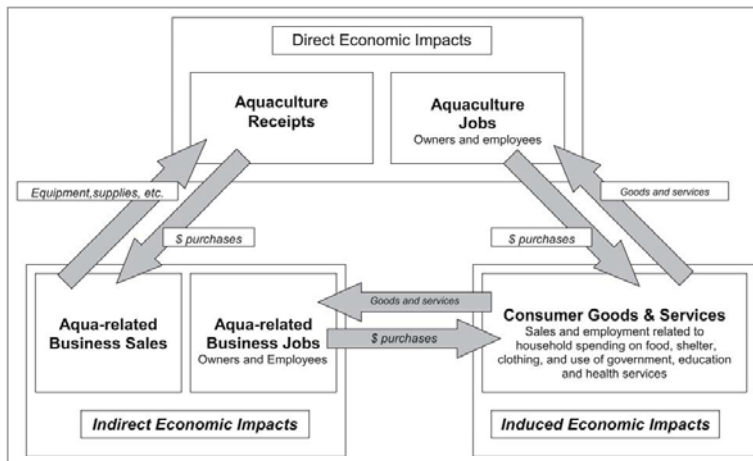 Direct Economic Impacts
Aquaculture
Receipts
Aquaculture
Jobs
Owners and employees
Equipment,supplies, etc.
Goods and services
$ purchases
$ purchases
Aqua-related
Business Sales
Aqua-related
Business Jobs
Owners and Employees
Goods and services
$ purchases
Consumer Goods & Services
Sales and employment related to
household spending on food, shelter,
clothing, and use of government, education
and health services
Indirect Economic Impacts
Induced Economic Impacts